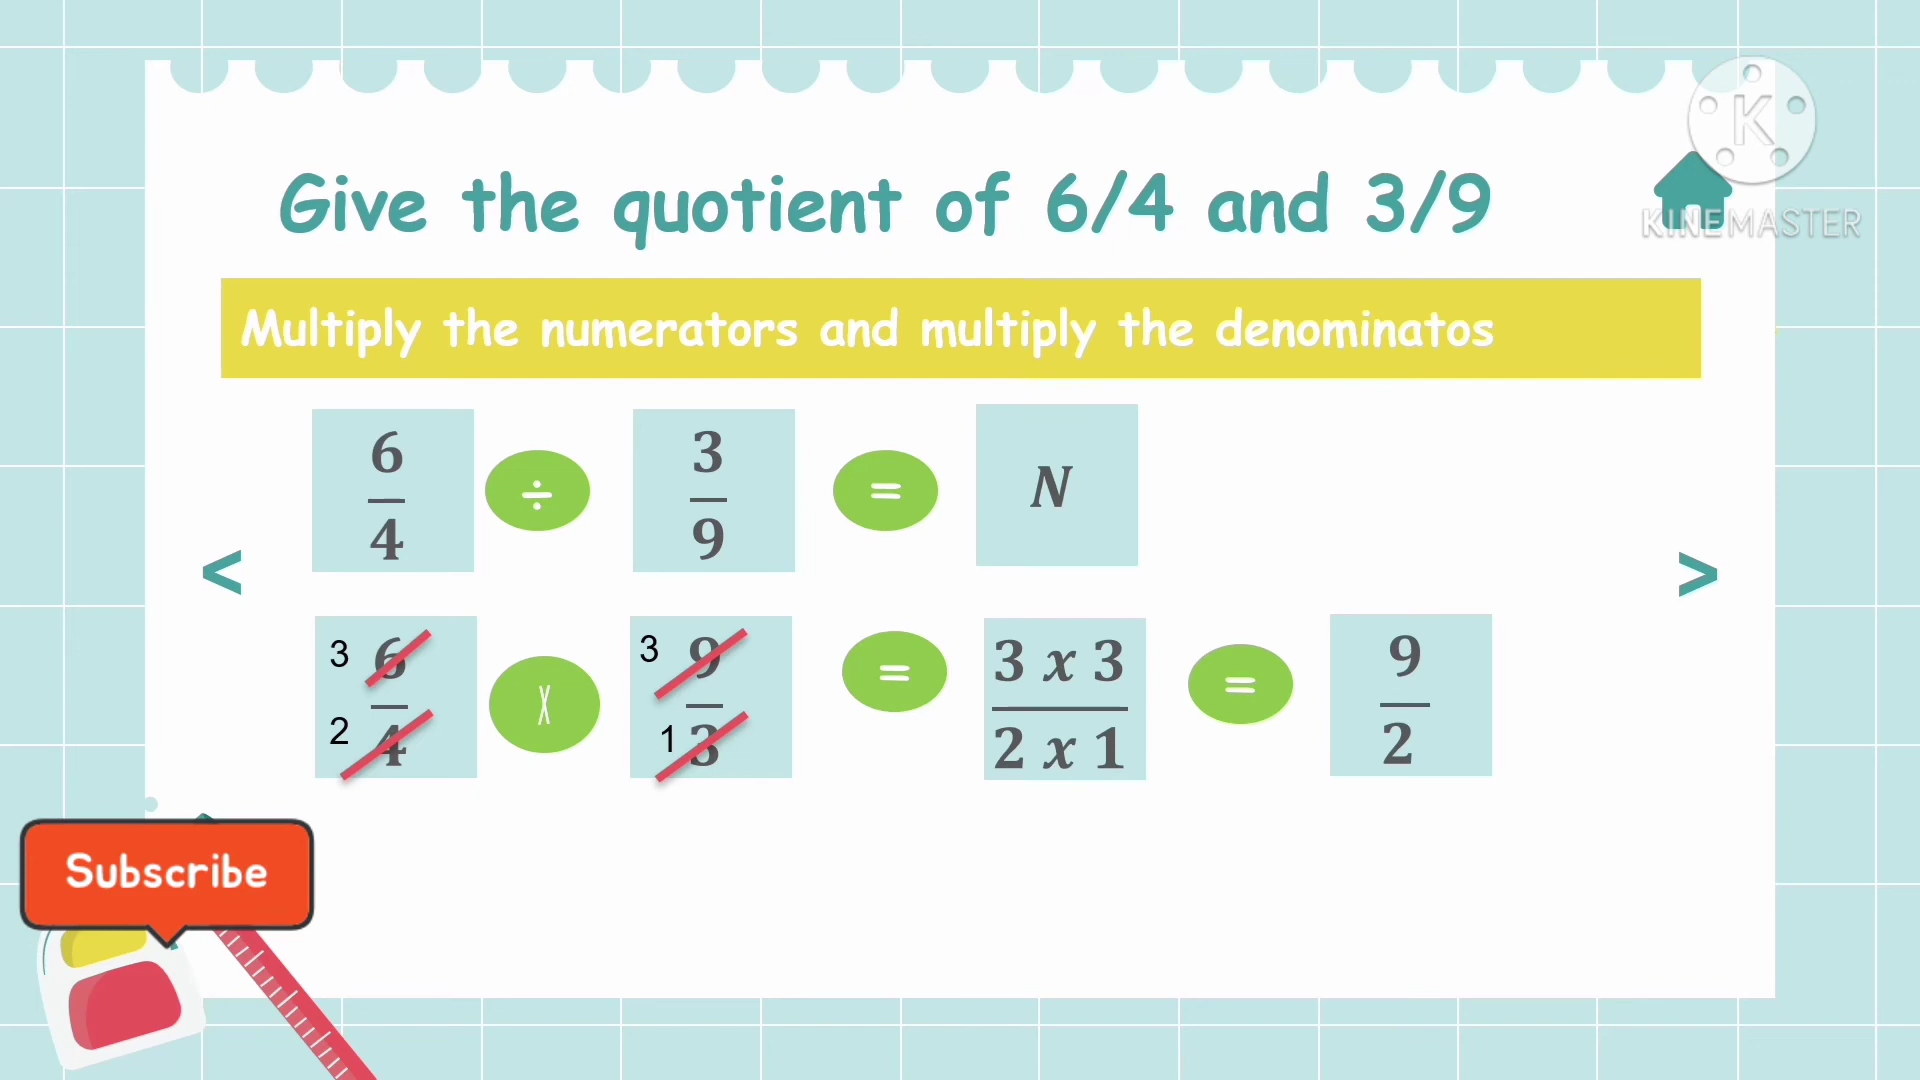 Give the quotient of 6/4 and 3/9
K
KINEMASTER
Multiply the numerators and multiply the denominatos
6/4 ÷ 3/9 = N
<
>
3 6 / 2 4 x 3 9 / 1 3 = 3 x 3 / 2 x 1 = 9/2
Subscribe